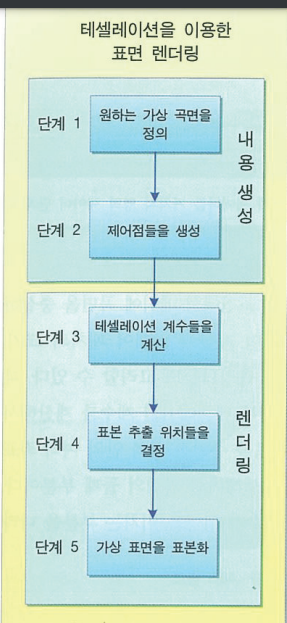 테셀레이션을 이용한
표면 렌더링
단계 1
원하는 가상 곡면을
정의
내용 생성
단계 2
제어점들을 생성
단계 3
테셀레이션 계수들을
계산
단계 4
표본 추출 위치들을
결정
렌더링
단계 5
가상 표면을 표본화